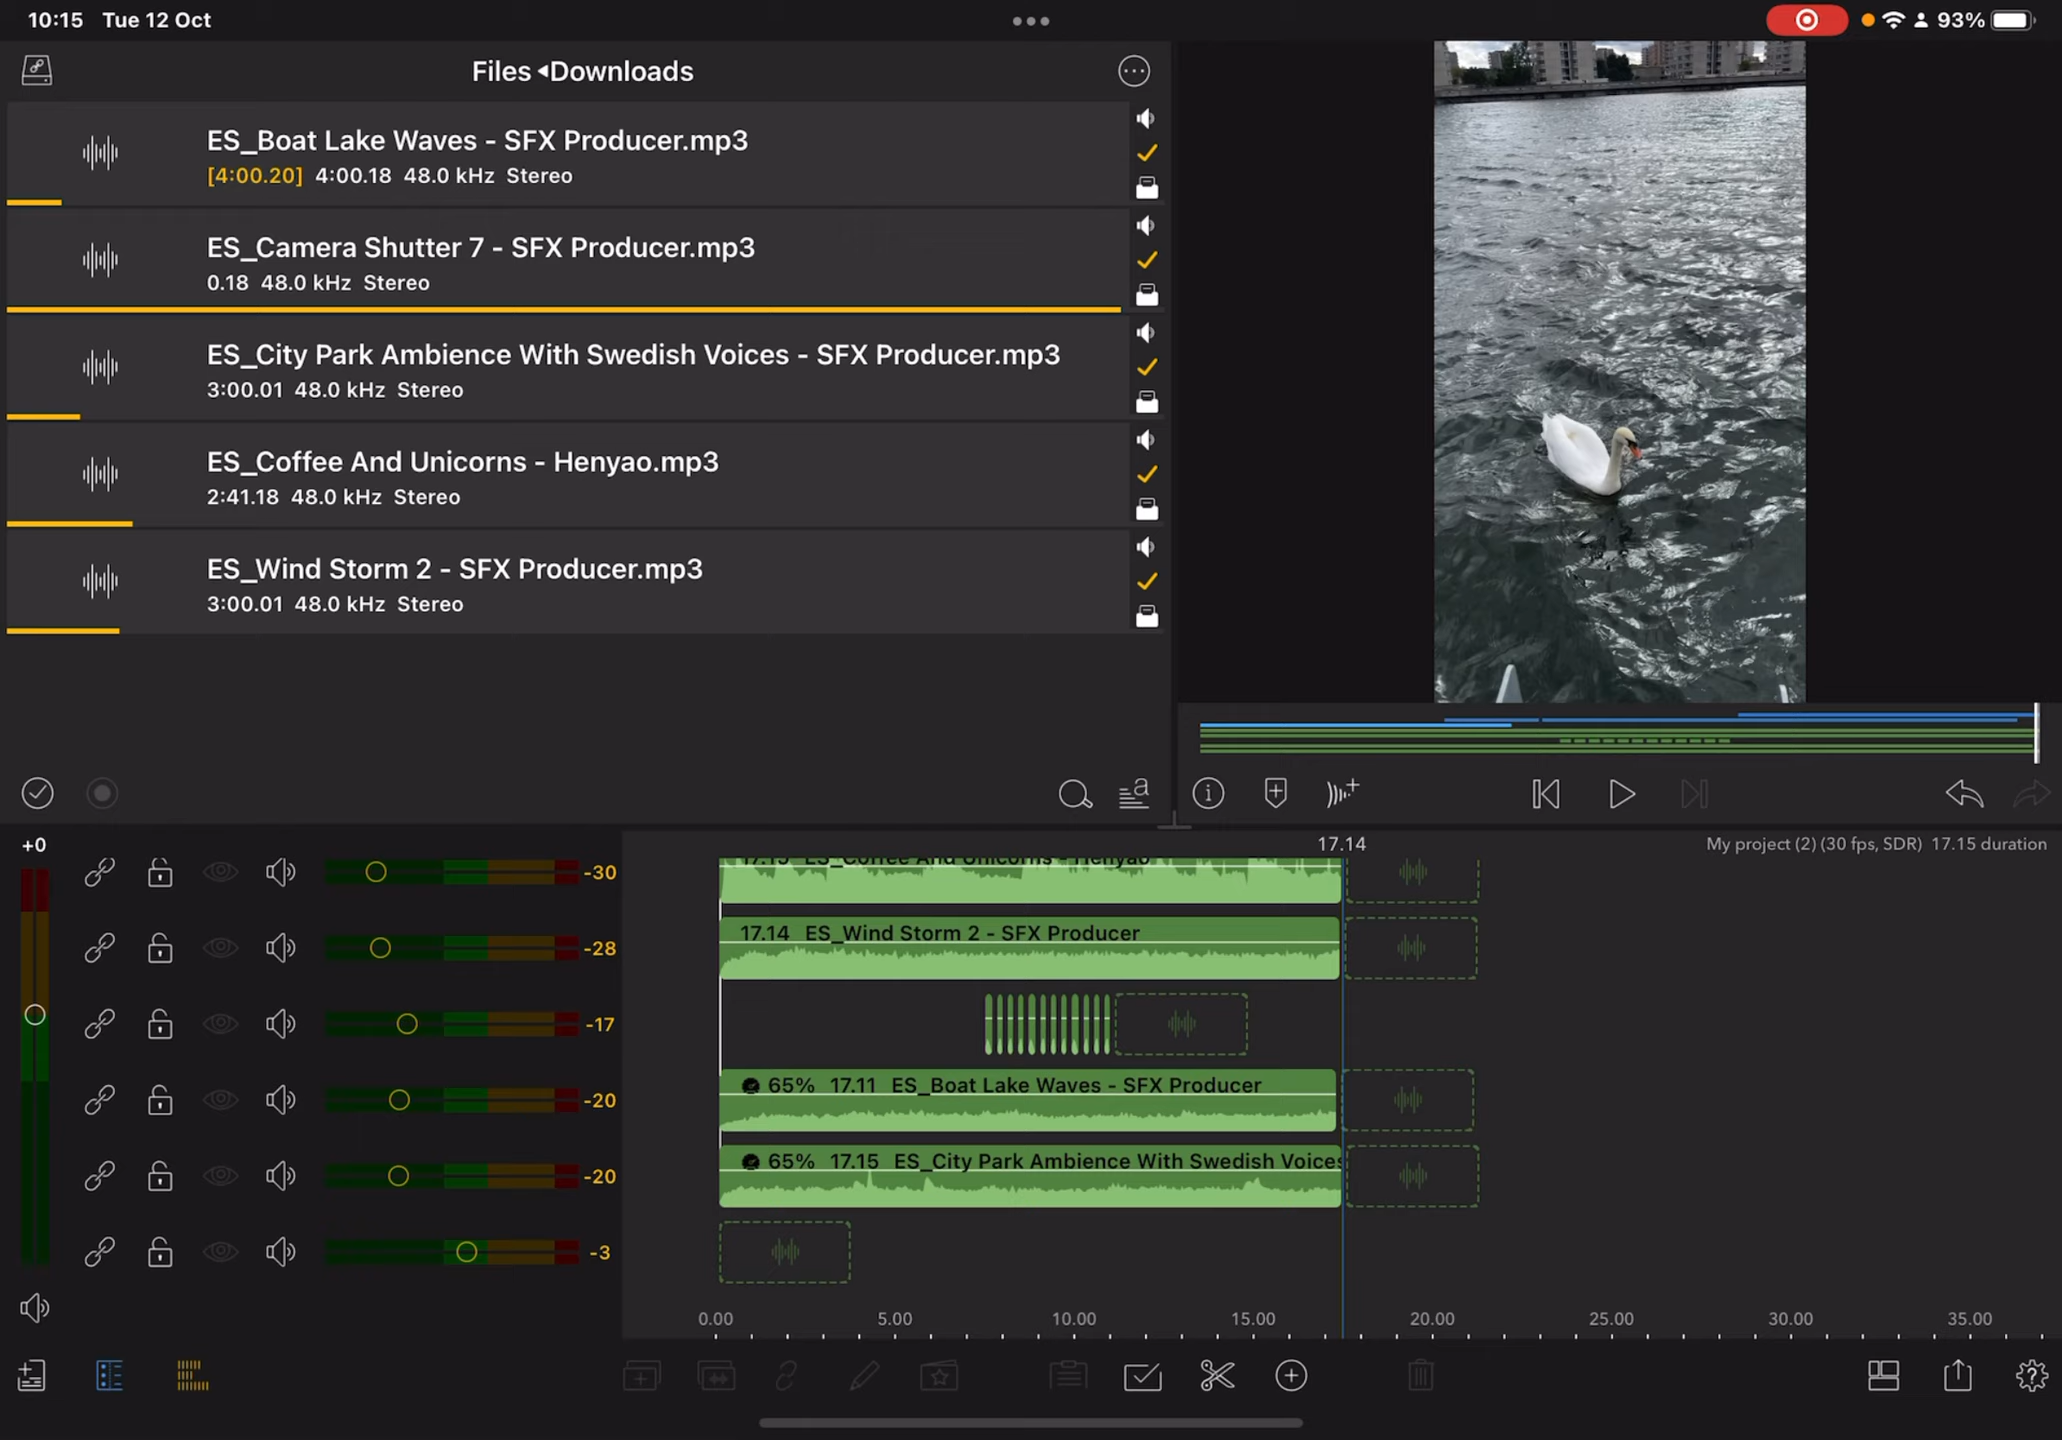 10:15 Tue 12 Oct
93%
Files ◂Downloads
ES_Boat Lake Waves - SFX Producer.mp3
[4:00.20] 4:00.18 48.0 kHz Stereo
ES_Camera Shutter 7 - SFX Producer.mp3
0.18 48.0 kHz Stereo
ES_City Park Ambience With Swedish Voices - SFX Producer.mp3
3:00.01 48.0 kHz Stereo
ES_Coffee And Unicorns - Henyao.mp3
2:41.18 48.0 kHz Stereo
ES_Wind Storm 2 - SFX Producer.mp3
3:00.01 48.0 kHz Stereo
+0
17.14
My project (2) (30 fps, SDR) 17.15 duration
-30
17.15 ES_Coffee And Unicorns - Henyao
-28
17.14 ES_Wind Storm 2 - SFX Producer
-17
-20
65% 17.11 ES_Boat Lake Waves - SFX Producer
-20
65% 17.15 ES_City Park Ambience With Swedish Voices
-3
0.00 5.00 10.00 15.00 20.00 25.00 30.00 35.00